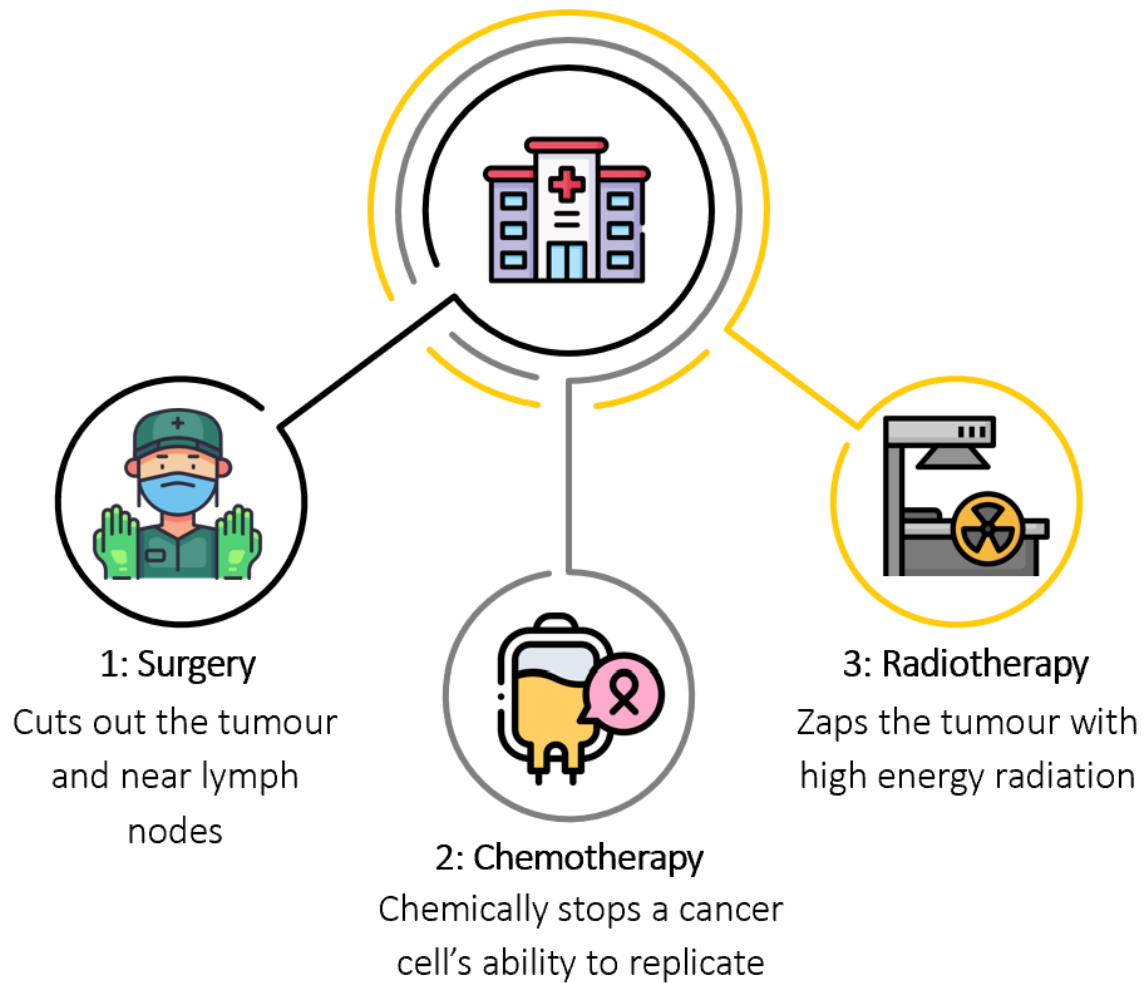 1: Surgery
Cuts out the tumour
and near lymph
nodes
2: Chemotherapy
Chemically stops a cancer
cell’s ability to replicate
3: Radiotherapy
Zaps the tumour with
high energy radiation